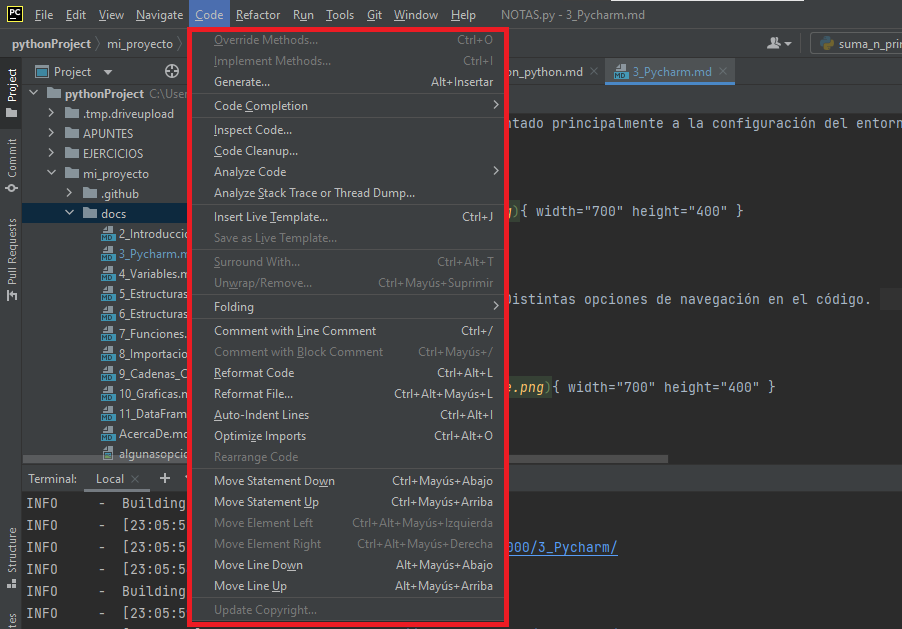 PC File Edit View Navigate Code Refactor Run Tools Git Window Help NOTAS.py - 3_Pycharm.md
pythonProject mi_proyecto suma_n_prim
Project
Project
Commit
Pull Requests
Structure
pythonProject C:\User
.tmp.driveupload
APUNTES
EJERCICIOS
mi_proyecto
.github
docs
2_Introducció
3_Pycharm.m
4_Variables.m
5_Estructuras
6_Estructuras
7_Funciones.
8_Importacio
9_Cadenas_C
10_Graficas.m
11_DataFram
AcercaDe.md
algunasopcio
Override Methods... Ctrl+O
Implement Methods... Ctrl+I
Generate... Alt+Insertar
Code Completion
Inspect Code...
Code Cleanup...
Analyze Code
Analyze Stack Trace or Thread Dump...
Insert Live Template... Ctrl+J
Save as Live Template...
Surround With... Ctrl+Alt+T
Unwrap/Remove... Ctrl+Mayús+Suprimir
Folding
Comment with Line Comment Ctrl+/
Comment with Block Comment Ctrl+Mayús+/
Reformat Code Ctrl+Alt+L
Reformat File... Ctrl+Alt+Mayús+L
Auto-Indent Lines Ctrl+Alt+I
Optimize Imports Ctrl+Alt+O
Rearrange Code
Move Statement Down Ctrl+Mayús+Abajo
Move Statement Up Ctrl+Mayús+Arriba
Move Element Left Ctrl+Alt+Mayús+Izquierda
Move Element Right Ctrl+Alt+Mayús+Derecha
Move Line Down Alt+Mayús+Abajo
Move Line Up Alt+Mayús+Arriba
Update Copyright...
on_python.md 3_Pycharm.md
ntado principalmente a la configuración del entorn
g){ width="700" height="400" }
Distintas opciones de navegación en el código.
e.png){ width="700" height="400" }
Terminal: Local +
INFO - Building
INFO - [23:05:5
INFO - [23:05:5
000/3_Pycharm/
INFO - [23:05:5
INFO - Building
INFO - [23:05:5